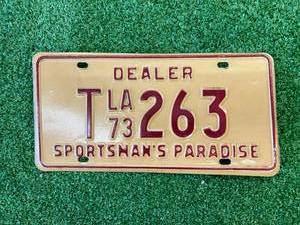 DEALER
T LA 73 263
SPORTSMAN'S PARADISE